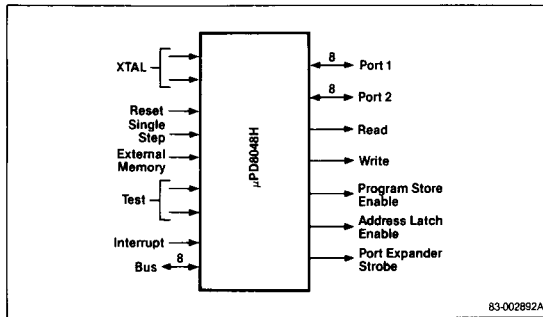 XTAL
Reset
Single
Step
External
Memory
Test
Interrupt
Bus
8
µPD8048H
8
Port 1
8
Port 2
Read
Write
Program Store
Enable
Address Latch
Enable
Port Expander
Strobe
83-002892A